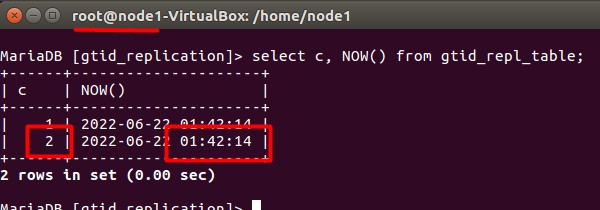 root@node1-VirtualBox: /home/node1
MariaDB [gtid_replication]> select c, NOW() from gtid_repl_table;
+------+---------------------+
| c    | NOW()               |
+------+---------------------+
|    1 | 2022-06-22 01:42:14 |
|    2 | 2022-06-22 01:42:14 |
+------+---------------------+
2 rows in set (0.00 sec)
MariaDB [gtid_replication]>